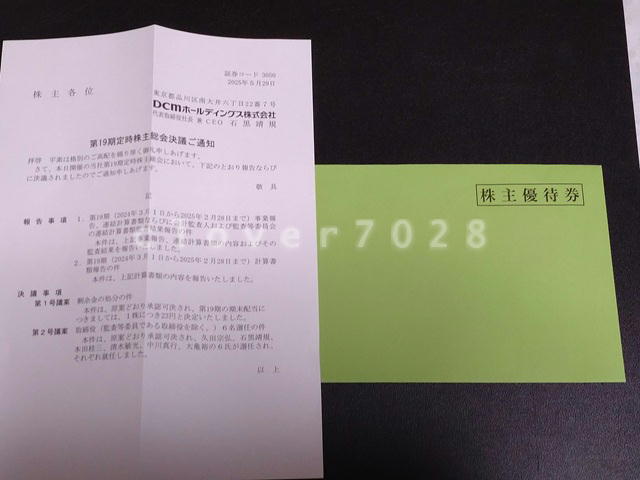 証券コード 3050
2025年5月29日
株主各位
東京都品川区南大井六丁目22番7号
DCMホールディングス株式会社
代表取締役社長 兼 CEO 石黒靖規
第19期定時株主総会決議ご通知
拝啓 平素は格別のご高配を賜り厚く御礼申しあげます。
さて、本日開催の当社第19期定時株主総会において、下記のとおり報告ならび
に決議されましたのでご通知申しあげます。
敬具
記
報告事項 1. 第19期(2024年3月1日から2025年2月28日まで)事業報
告、連結計算書類ならびに会計監査人および監査等委員会
の連結計算書類監査結果報告の件
本件は、上記事業報告、連結計算書類の内容およびその
監査結果を報告いたしました。
2. 第19期(2024年3月1日から2025年2月28日まで)計算書
類報告の件
本件は、上記計算書類の内容を報告いたしました。
決議事項
第1号議案 剰余金の処分の件
本件は、原案どおり承認可決され、第19期の期末配当に
つきましては、1株につき23円と決定いたしました。
第2号議案 取締役(監査等委員である取締役を除く。)6名選任の件
本件は、原案どおり承認可決され、久田宗弘、石黒靖規、
本田桂三、清水敏光、中川真行、大亀裕の6氏が選任され、
それぞれ就任しました。
以上
株主優待券
7028